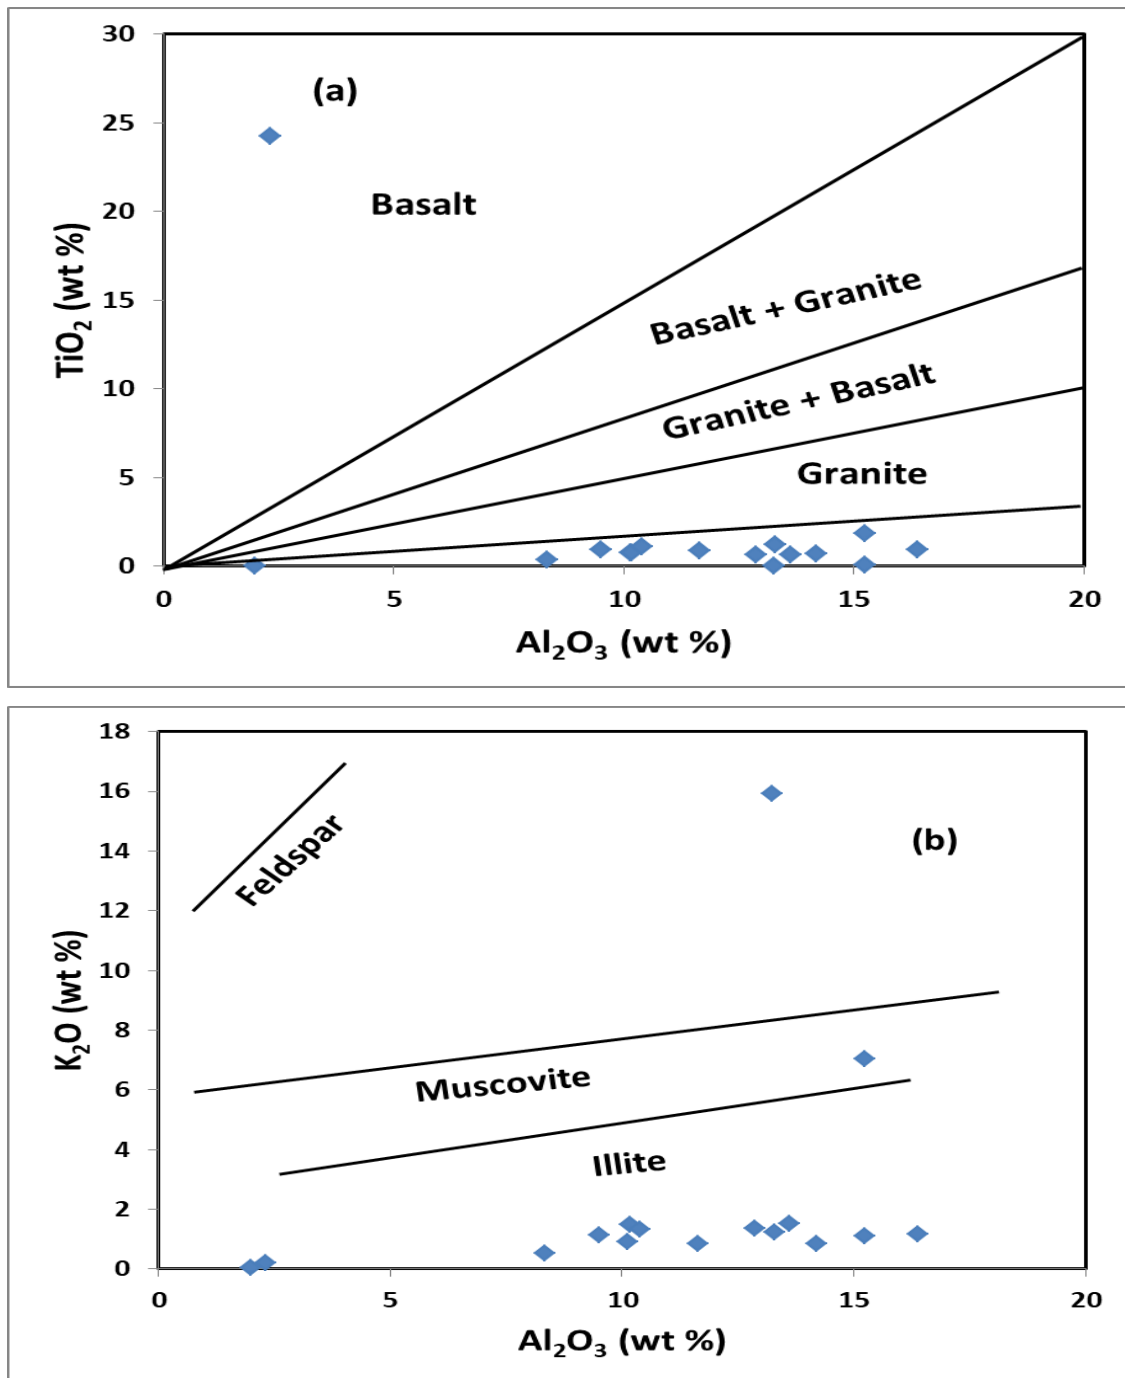 30
(a)
25
Basalt
20
TiO₂ (wt %)
15
Basalt + Granite
10
Granite + Basalt
5
Granite
0
0 5 10 15 20
Al₂O₃ (wt %)
18
16
(b)
14
Feldspar
12
10
K₂O (wt %)
8
Muscovite
6
4
Illite
2
0
0 5 10 15 20
Al₂O₃ (wt %)